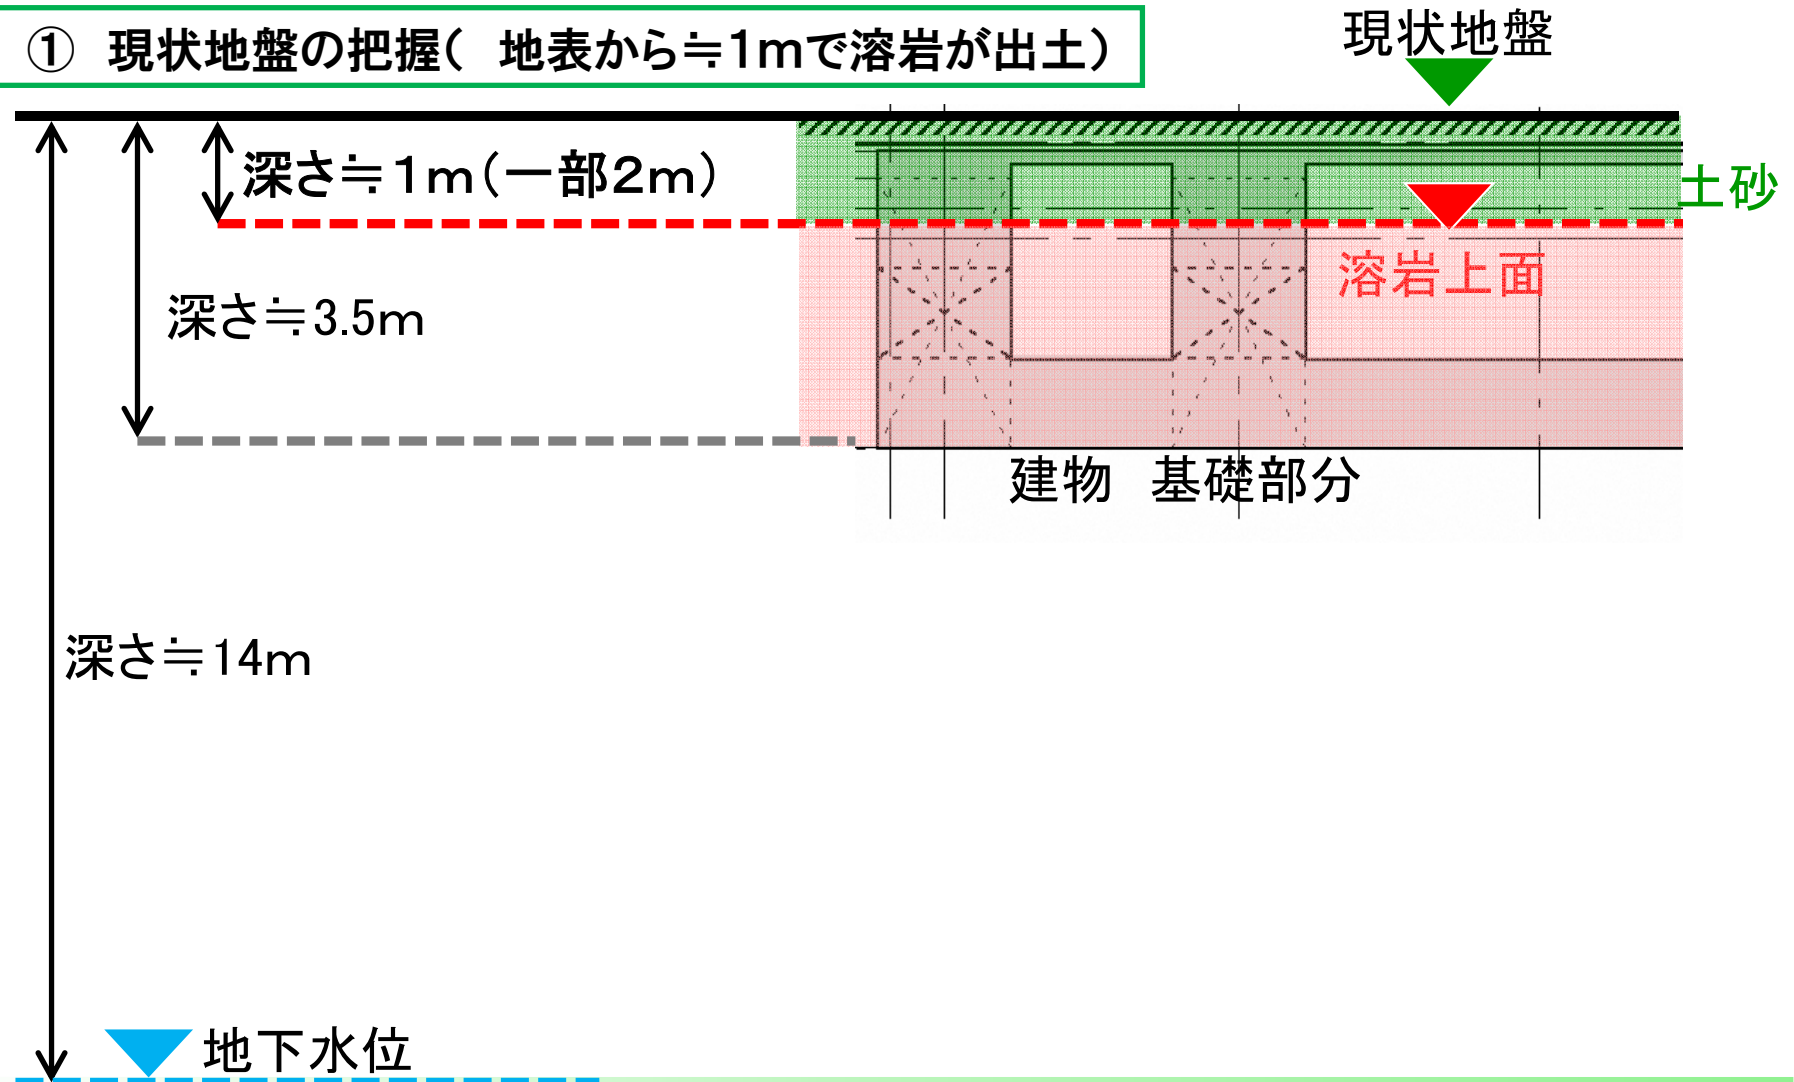 ① 現状地盤の把握( 地表から≒1mで溶岩が出土)
現状地盤
深さ≒1m(一部2m)
土砂
溶岩上面
深さ≒3.5m
建物 基礎部分
深さ≒14m
地下水位